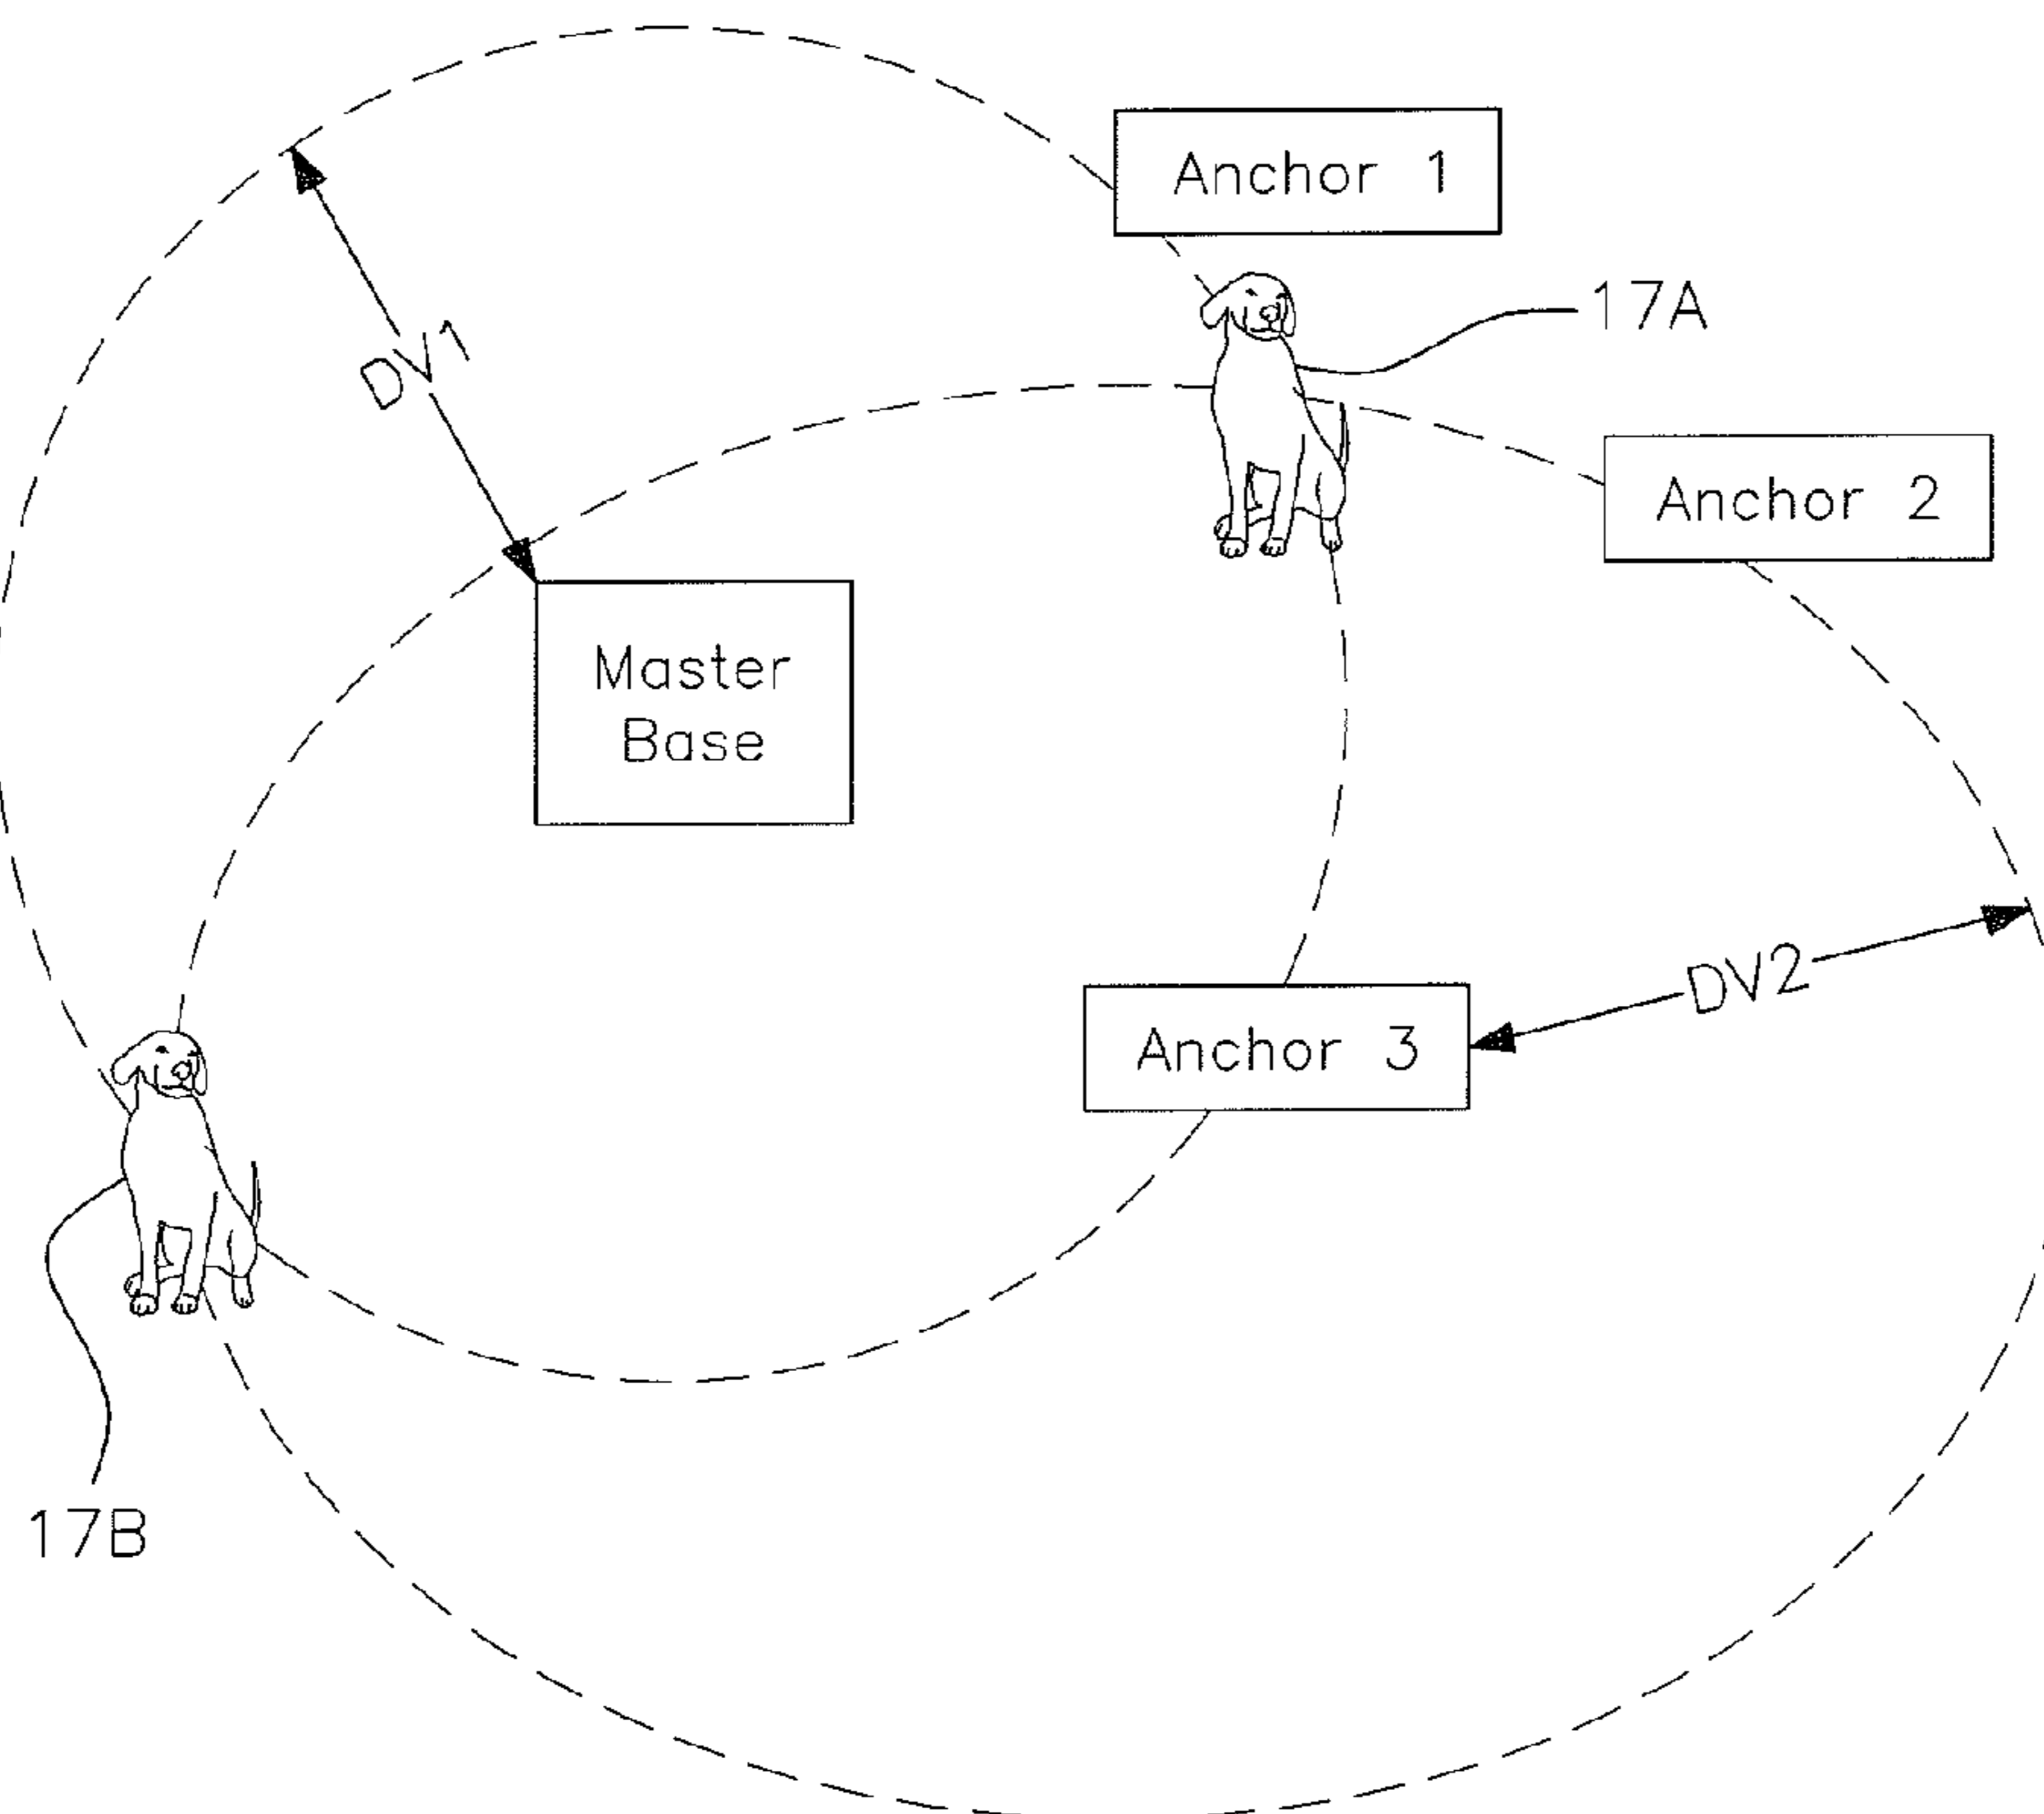 Anchor 1
17A
DV1
Anchor 2
Master
Base
DV2
Anchor 3
17B